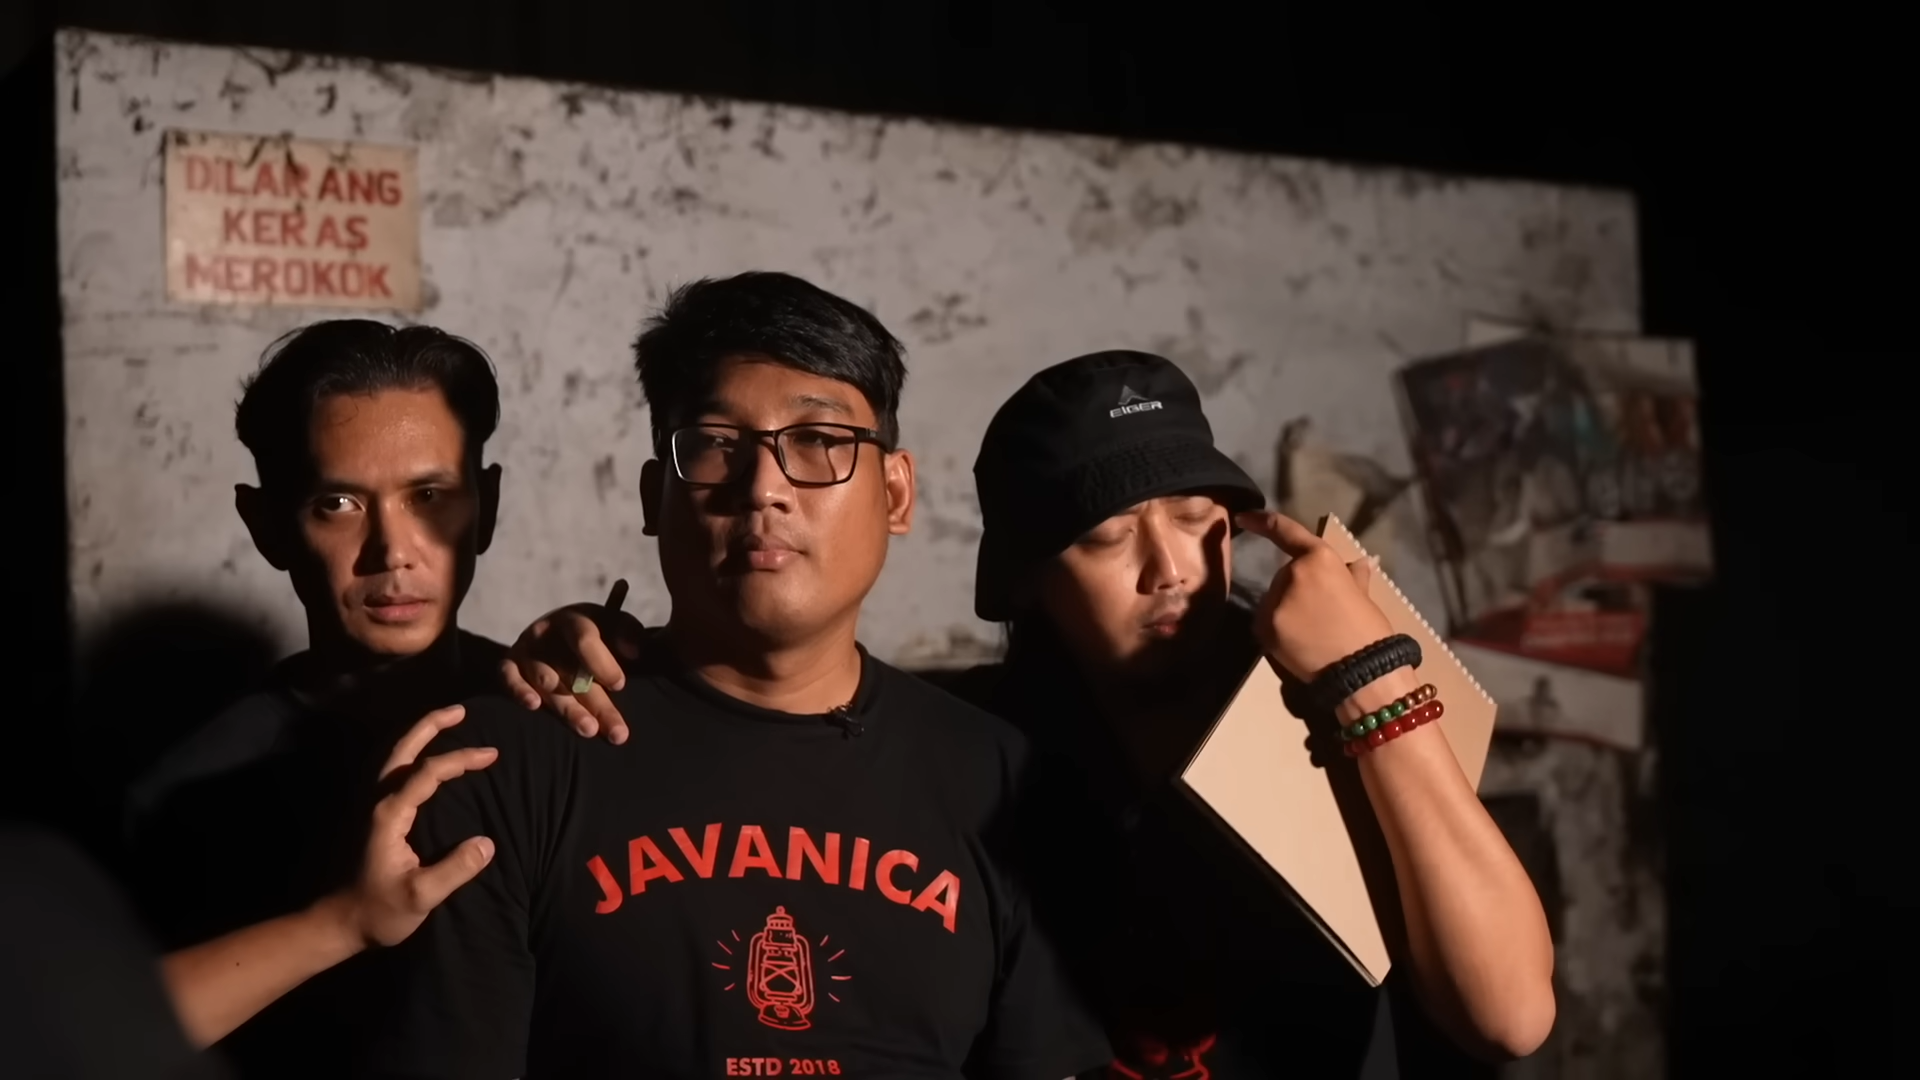 DILARANG
KERAS
MEROKOK
EIGER
JAVANICA
ESTD 2018